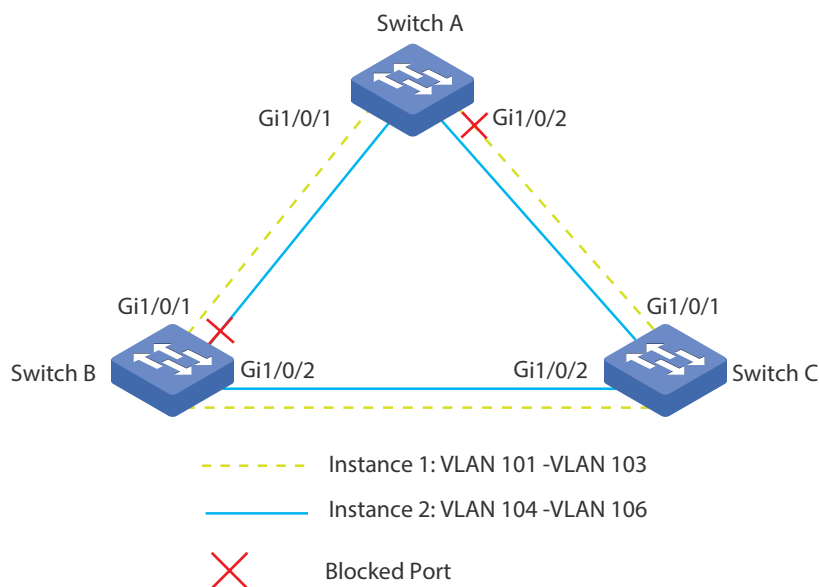 Switch A
Gi1/0/1
Gi1/0/2
Gi1/0/1
Gi1/0/1
Switch B
Gi1/0/2
Gi1/0/2
Switch C
Instance 1: VLAN 101 -VLAN 103
Instance 2: VLAN 104 -VLAN 106
Blocked Port